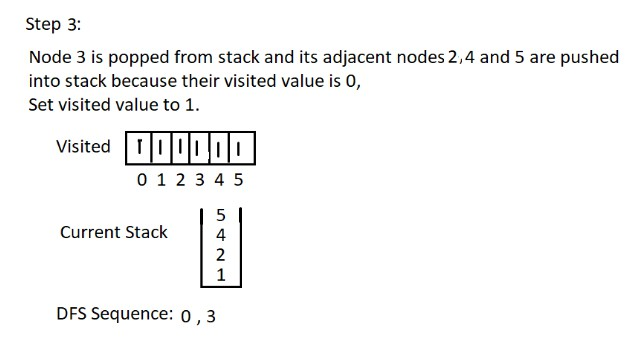 Step 3:
Node 3 is popped from stack and its adjacent nodes 2,4 and 5 are pushed
into stack because their visited value is 0,
Set visited value to 1.
Visited 1 1 1 1 1 1
0 1 2 3 4 5
5
Current Stack 4
2
1
DFS Sequence: 0 , 3